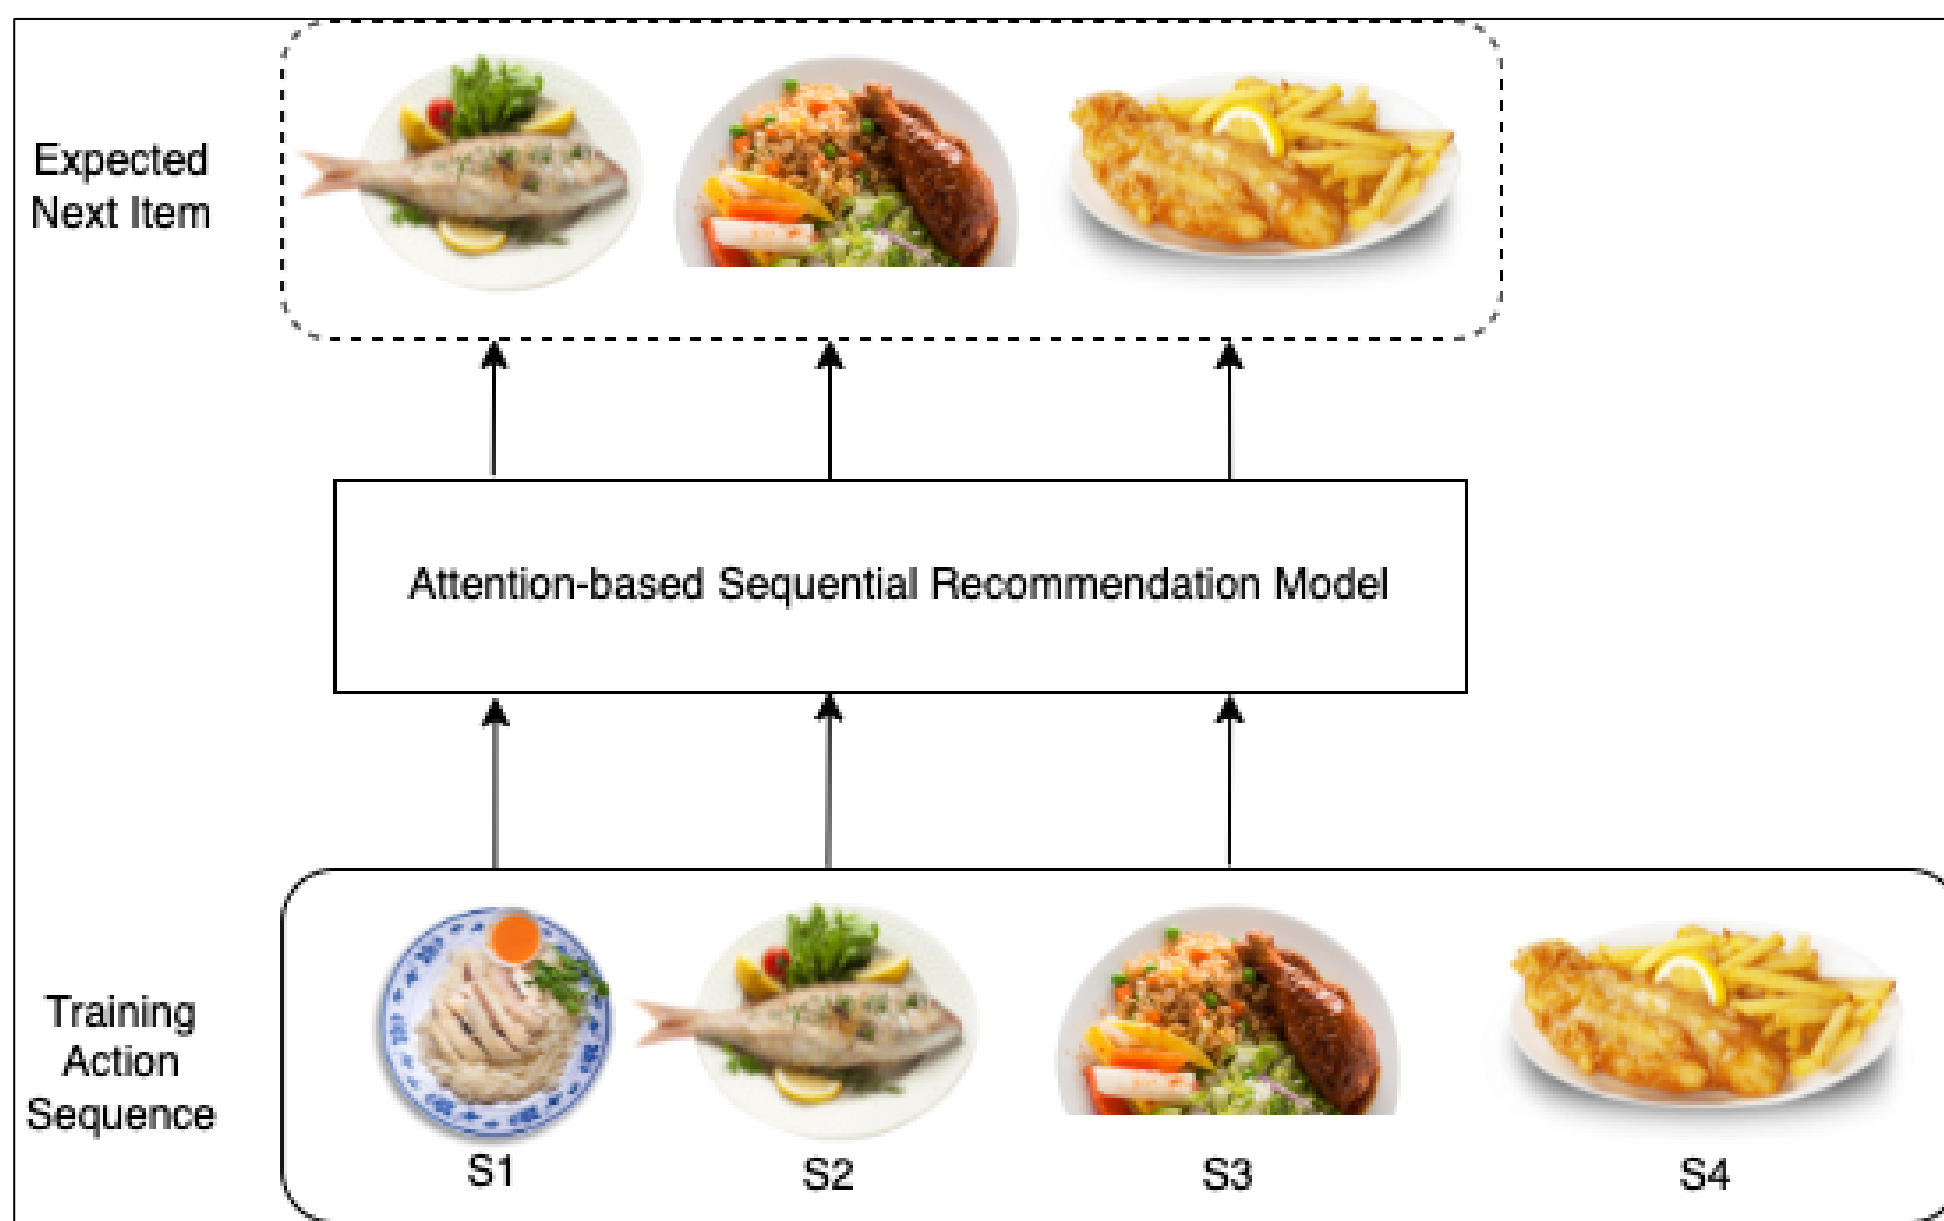 Expected
Next Item
Attention-based Sequential Recommendation Model
Training
Action
Sequence
S1
S2
S3
S4